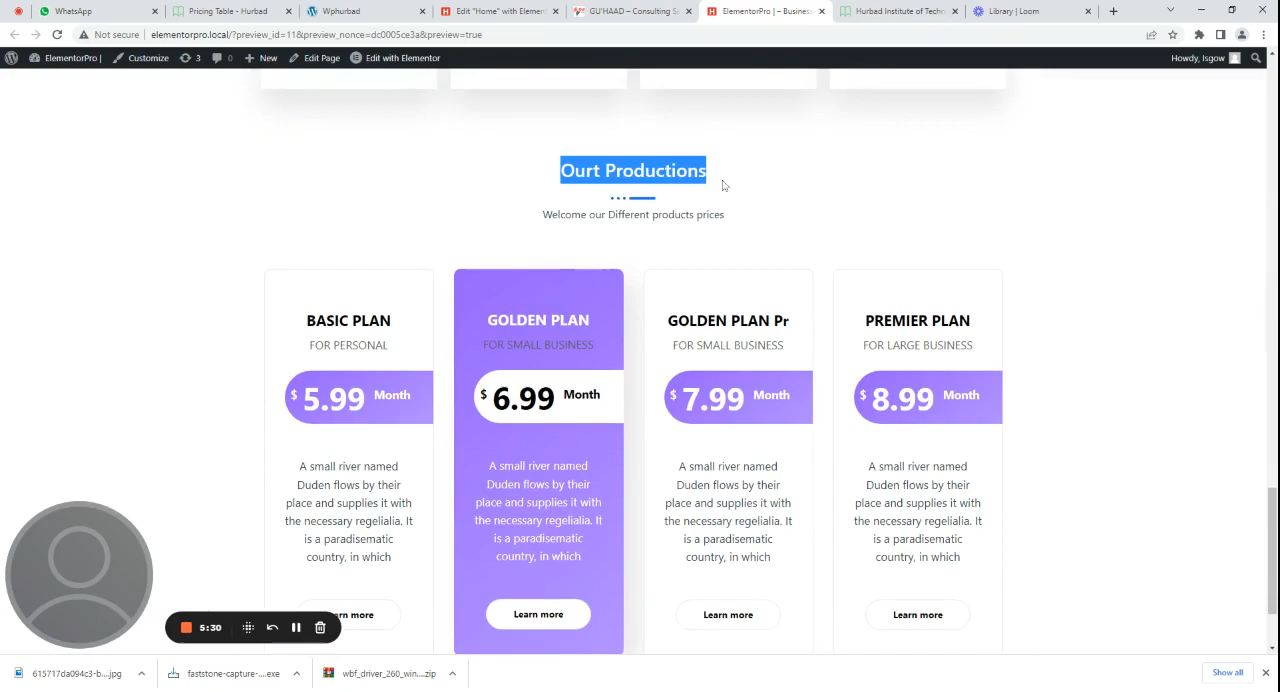 WhatsApp
Pricing Table - Hurbad
Wphurbad
Edit "Home" with Elemen
GU'HAAD – Consulting S
ElementorPro | – Business
Hurbad Institute of Techn
Library | Loom
Not secure
elementorpro.local/?preview_id=11&preview_nonce=dc0005ce3a&preview=true
ElementorPro |
Customize
3
0
New
Edit Page
Edit with Elementor
Howdy, Isgow
Ourt Productions
Welcome our Different products prices
BASIC PLAN
FOR PERSONAL
$ 5.99 Month
A small river named
Duden flows by their
place and supplies it with
the necessary regelialia. It
is a paradisematic
country, in which
rn more
GOLDEN PLAN
FOR SMALL BUSINESS
$ 6.99 Month
A small river named
Duden flows by their
place and supplies it with
the necessary regelialia. It
is a paradisematic
country, in which
Learn more
GOLDEN PLAN Pr
FOR SMALL BUSINESS
$ 7.99 Month
A small river named
Duden flows by their
place and supplies it with
the necessary regelialia. It
is a paradisematic
country, in which
Learn more
PREMIER PLAN
FOR LARGE BUSINESS
$ 8.99 Month
A small river named
Duden flows by their
place and supplies it with
the necessary regelialia. It
is a paradisematic
country, in which
Learn more
5:30
615717da094c3-b....jpg
faststone-capture-....exe
wbf_driver_260_win....zip
Show all